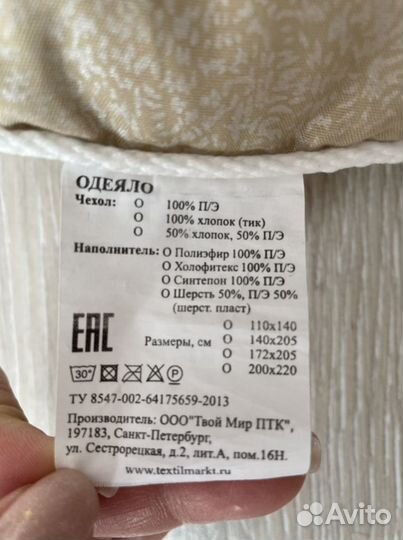 ОДЕЯЛО
Чехол: О 100% П/Э
О 100% хлопок (тик)
О 50% хлопок, 50% П/Э
Наполнитель: О Полиэфир 100% П/Э
О Холофитекс 100% П/Э
О Синтепон 100% П/Э
О Шерсть 50%, П/Э 50%
(шерст. пласт)
ЕАС
Размеры, см О 110х140
О 140х205
О 172х205
О 200х220
30°
Р
ТУ 8547-002-64175659-2013
Производитель: ООО"Твой Мир ПТК",
197183, Санкт-Петербург,
ул. Сестрорецкая, д.2, лит.А, пом.16Н.
www.textilmarkt.ru
Avito